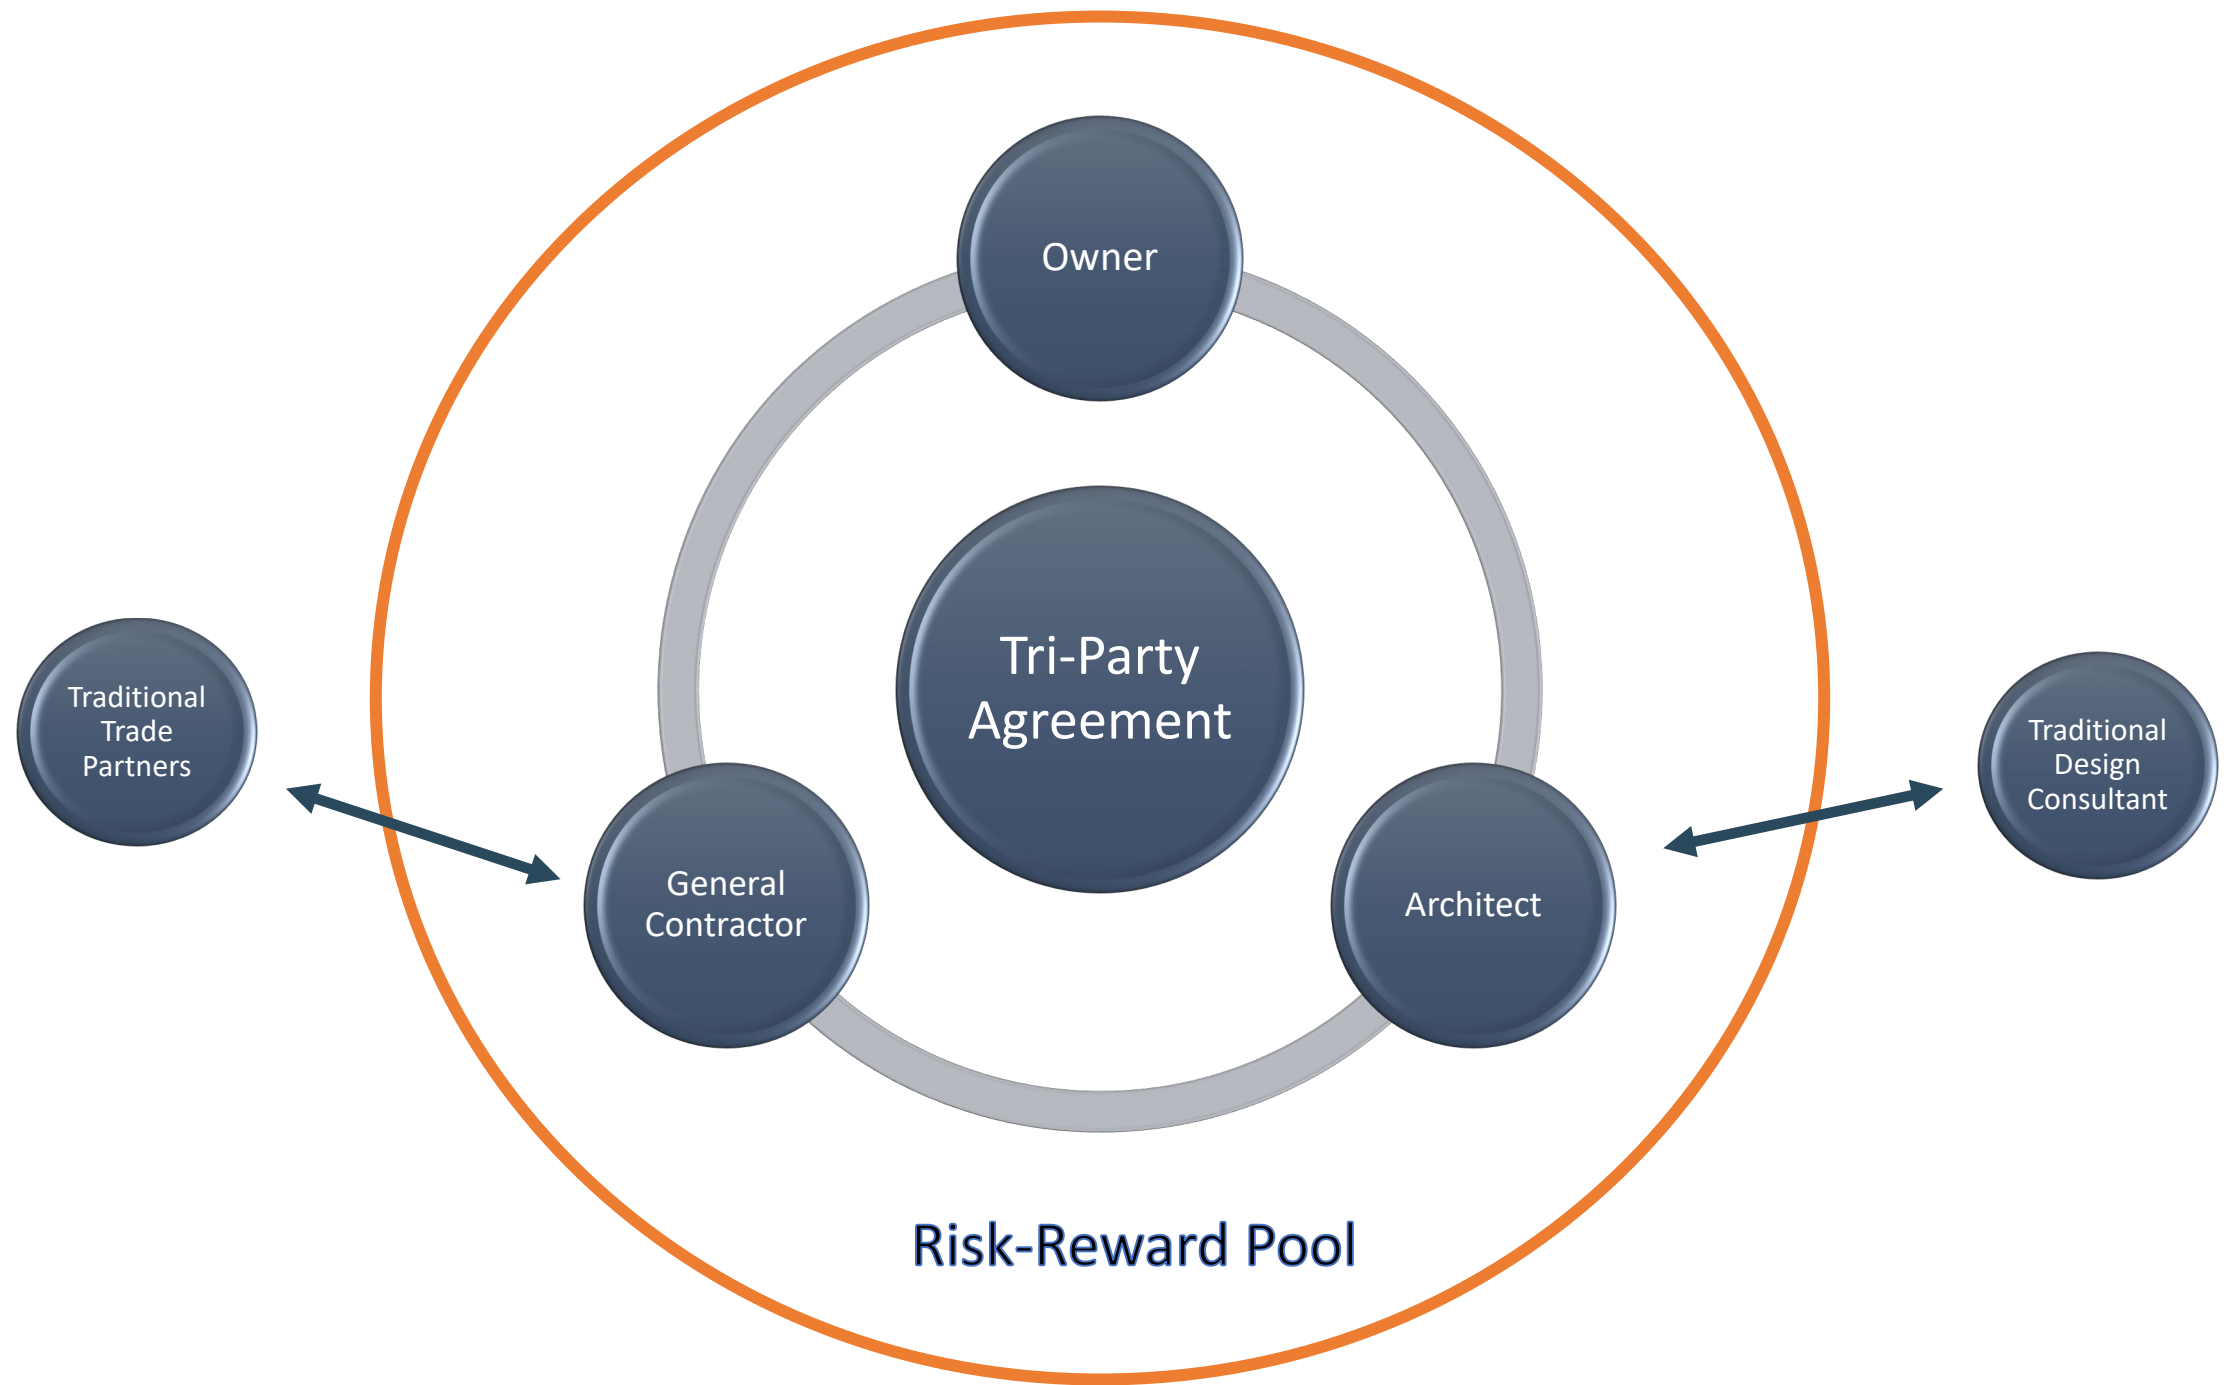 Owner
Tri-Party
Agreement
Traditional
Trade
Partners
Traditional
Design
Consultant
General
Contractor
Architect
Risk-Reward Pool